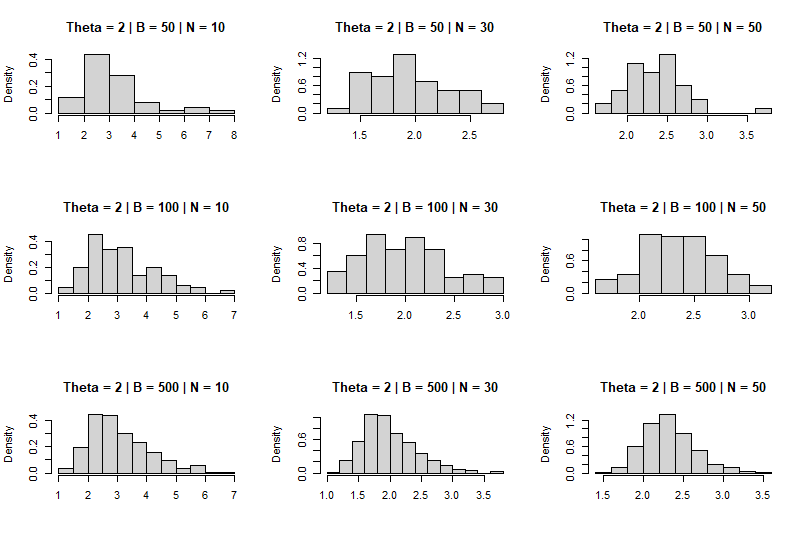 Theta = 2 | B = 50 | N = 10
Density
0.0 0.2 0.4
1 2 3 4 5 6 7 8
Theta = 2 | B = 50 | N = 30
Density
0.0 0.6 1.2
1.5 2.0 2.5
Theta = 2 | B = 50 | N = 50
Density
0.0 0.6 1.2
2.0 2.5 3.0 3.5
Theta = 2 | B = 100 | N = 10
Density
0.0 0.2 0.4
1 2 3 4 5 6 7
Theta = 2 | B = 100 | N = 30
Density
0.0 0.4 0.8
1.5 2.0 2.5 3.0
Theta = 2 | B = 100 | N = 50
Density
0.0 0.6
2.0 2.5 3.0
Theta = 2 | B = 500 | N = 10
Density
0.0 0.2 0.4
1 2 3 4 5 6 7
Theta = 2 | B = 500 | N = 30
Density
0.0 0.6
1.0 1.5 2.0 2.5 3.0 3.5
Theta = 2 | B = 500 | N = 50
Density
0.0 0.6 1.2
1.5 2.0 2.5 3.0 3.5